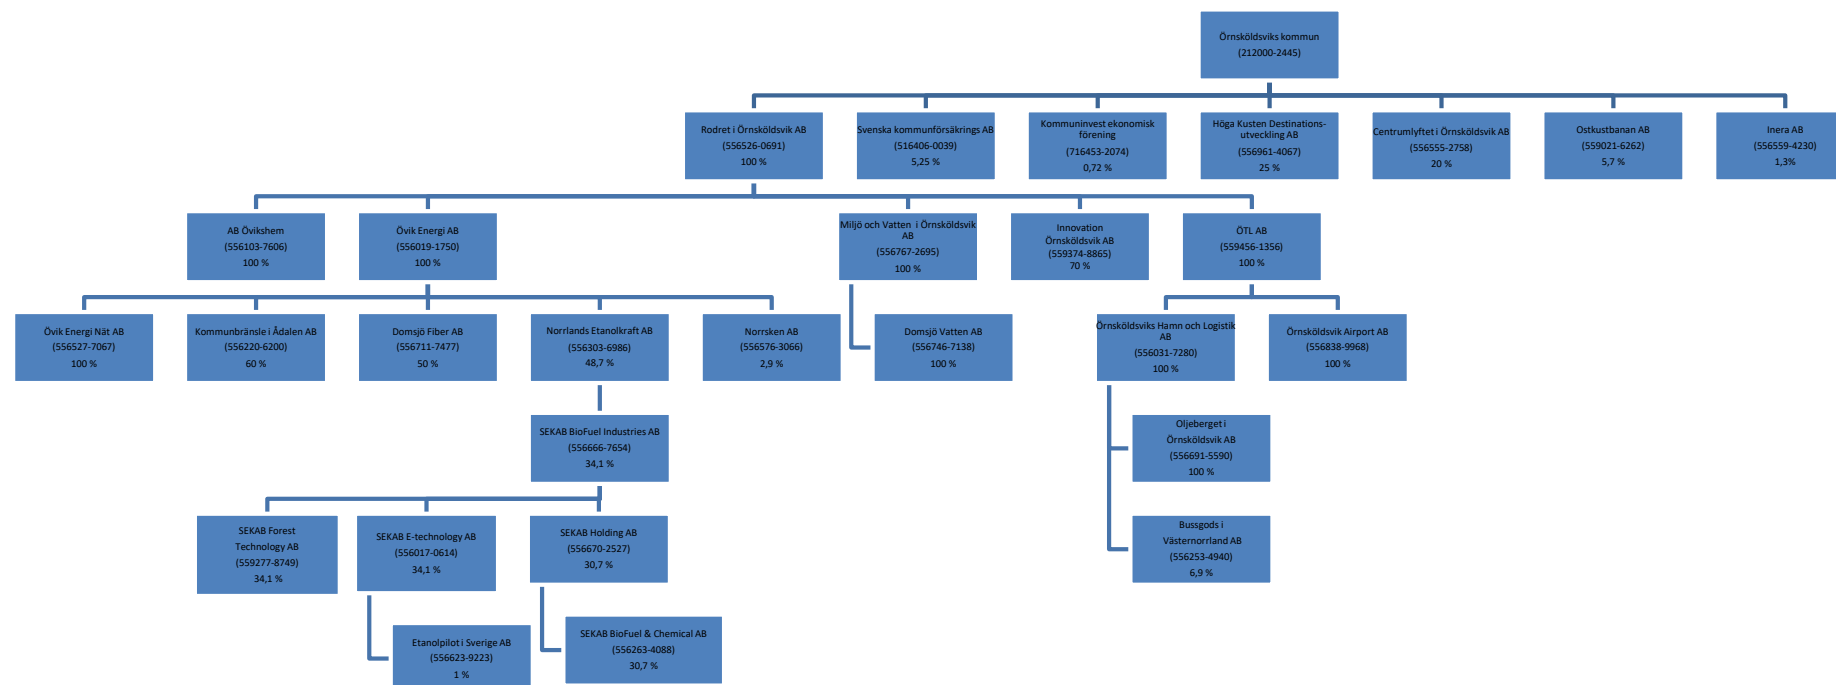 Örnsköldsviks kommun
(212000-2445)
Rodret i Örnsköldsvik AB
(556526-0691)
100 %
Svenska kommunförsäkrings AB
(516406-0039)
5,25 %
Kommuninvest ekonomisk
förening
(716453-2074)
0,72 %
Höga Kusten Destinations-
utveckling AB
(556961-4067)
25 %
Centrumlyftet i Örnsköldsvik AB
(556555-2758)
20 %
Ostkustbanan AB
(559021-6262)
5,7 %
Inera AB
(556559-4230)
1,3%
AB Övikshem
(556103-7606)
100 %
Övik Energi AB
(556019-1750)
100 %
Miljö och Vatten i Örnsköldsvik
AB
(556767-2695)
100 %
Innovation
Örnsköldsvik AB
(559374-8865)
70 %
ÖTL AB
(559456-1356)
100 %
Övik Energi Nät AB
(556527-7067)
100 %
Kommunbränsle i Ådalen AB
(556220-6200)
60 %
Domsjö Fiber AB
(556711-7477)
50 %
Norrlands Etanolkraft AB
(556303-6986)
48,7 %
Norrsken AB
(556576-3066)
2,9 %
Domsjö Vatten AB
(556746-7138)
100 %
Örnsköldsviks Hamn och Logistik
AB
(556031-7280)
100 %
Örnsköldsvik Airport AB
(556838-9968)
100 %
SEKAB BioFuel Industries AB
(556666-7654)
34,1 %
Oljeberget i
Örnsköldsvik AB
(556691-5590)
100 %
SEKAB Forest
Technology AB
(559277-8749)
34,1 %
SEKAB E-technology AB
(556017-0614)
34,1 %
SEKAB Holding AB
(556670-2527)
30,7 %
Bussgods i
Västernorrland AB
(556253-4940)
6,9 %
Etanolpilot i Sverige AB
(556623-9223)
1 %
SEKAB BioFuel & Chemical AB
(556263-4088)
30,7 %